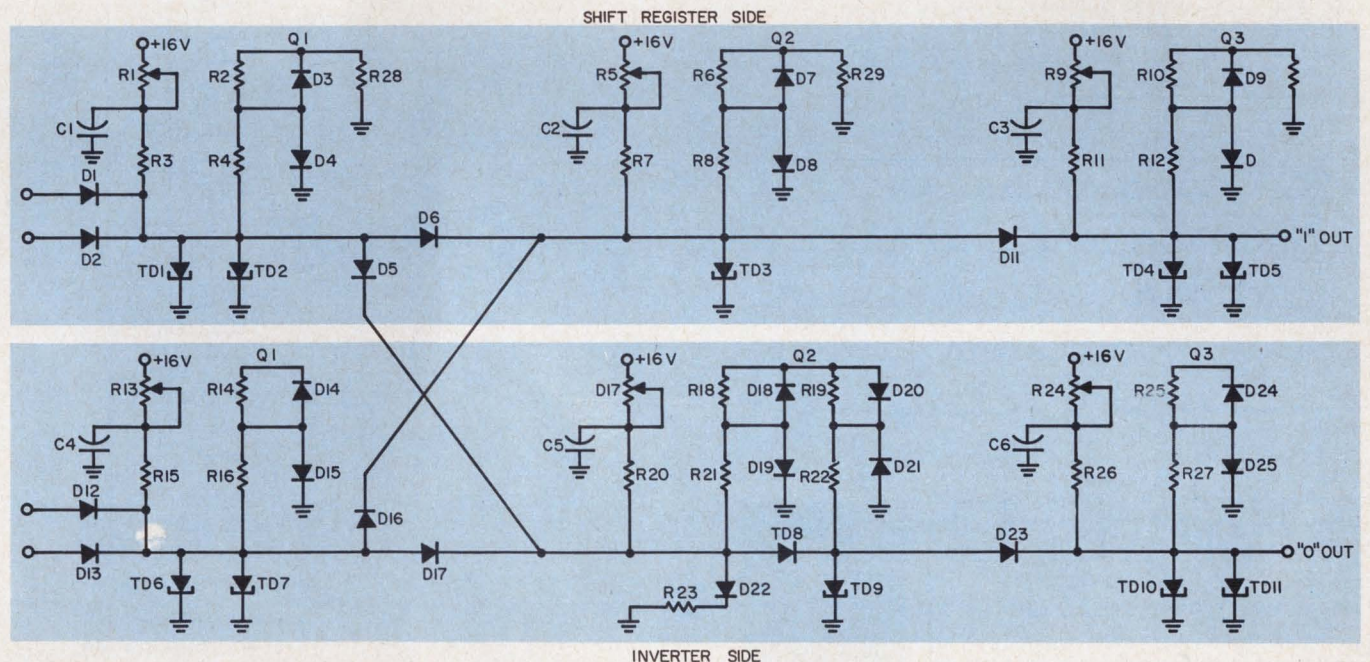 SHIFT REGISTER SIDE
+16V Q1 +16V Q2 +16V Q3
R1 R2 D3 R28 R5 R6 D7 R29 R9 R10 D9
C1 C2 C3
R3 R4 D4 R7 R8 D8 R11 R12 D
D1
D6
D2 TD1 TD2 D5 TD3 D11 TD4 TD5 "1" OUT
+16V Q1 +16V Q2 +16V Q3
R13 R14 D14 D17 R18 D18 R19 D20 R24 R25 D24
C4 C5 C6
R15 R16 D15 R20 R21 D19 R22 D21 R26 R27 D25
D12 D16 TD8 D23
D13 TD6 TD7 D17 R23 D22 TD9 TD10 TD11 "0" OUT
INVERTER SIDE